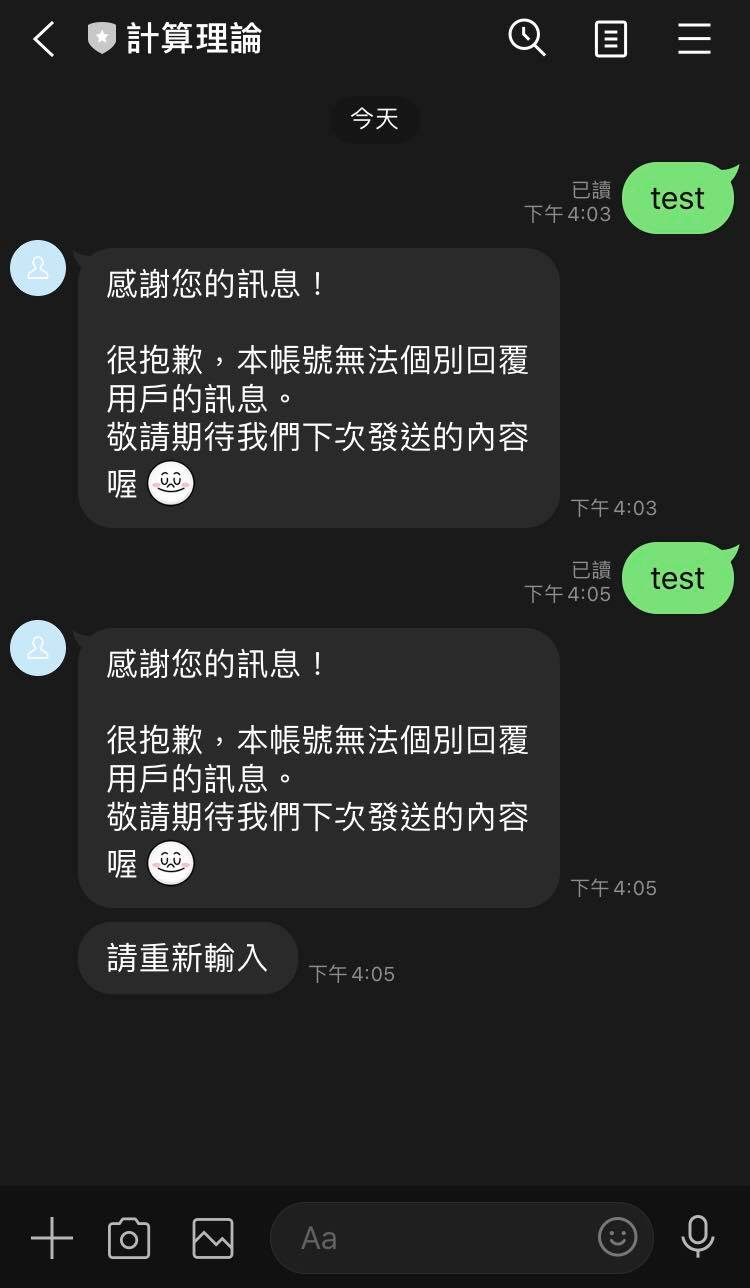 計算理論
今天
test
已讀
下午 4:03
感謝您的訊息！
很抱歉，本帳號無法個別回覆
用戶的訊息。
敬請期待我們下次發送的內容
喔
下午 4:03
test
已讀
下午 4:05
感謝您的訊息！
很抱歉，本帳號無法個別回覆
用戶的訊息。
敬請期待我們下次發送的內容
喔
下午 4:05
請重新輸入
下午 4:05
Aa